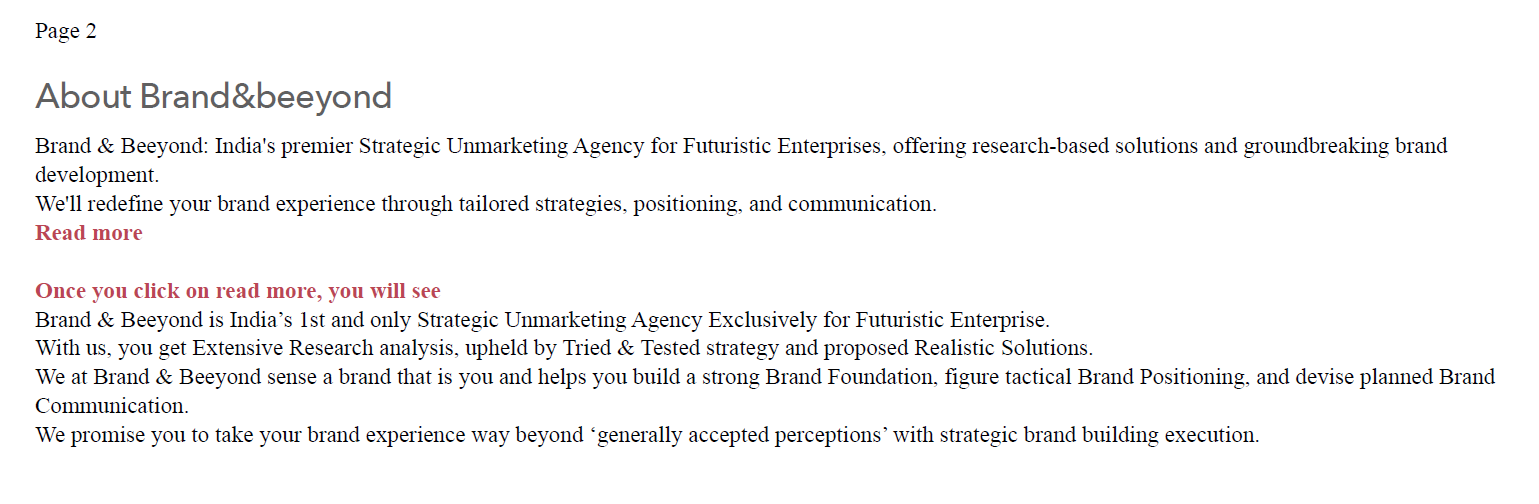 Page 2
About Brand&beeyond
Brand & Beeyond: India's premier Strategic Unmarketing Agency for Futuristic Enterprises, offering research-based solutions and groundbreaking brand
development.
We'll redefine your brand experience through tailored strategies, positioning, and communication.
Read more
Once you click on read more, you will see
Brand & Beeyond is India’s 1st and only Strategic Unmarketing Agency Exclusively for Futuristic Enterprise.
With us, you get Extensive Research analysis, upheld by Tried & Tested strategy and proposed Realistic Solutions.
We at Brand & Beeyond sense a brand that is you and helps you build a strong Brand Foundation, figure tactical Brand Positioning, and devise planned Brand
Communication.
We promise you to take your brand experience way beyond ‘generally accepted perceptions’ with strategic brand building execution.